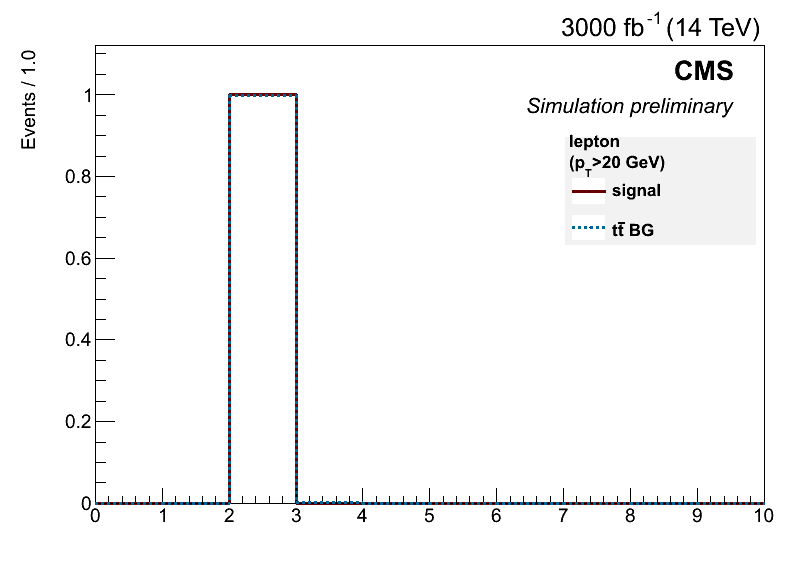 3000 fb-1 (14 TeV)
Events / 1.0
CMS
Simulation preliminary
lepton
(pT>20 GeV)
signal
tt̄ BG
1
0.8
0.6
0.4
0.2
0
0 1 2 3 4 5 6 7 8 9 10